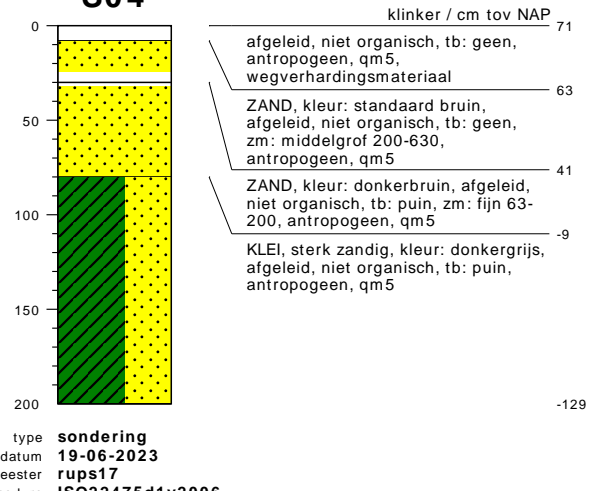 klinker / cm tov NAP
0
71
afgeleid, niet organisch, tb: geen,
antropogeen, qm5,
wegverhardingsmateriaal
63
ZAND, kleur: standaard bruin,
afgeleid, niet organisch, tb: geen,
zm: middelgrof 200-630,
antropogeen, qm5
50
41
ZAND, kleur: donkerbruin, afgeleid,
niet organisch, tb: puin, zm: fijn 63-
200, antropogeen, qm5
100
-9
KLEI, sterk zandig, kleur: donkergrijs,
afgeleid, niet organisch, tb: puin,
antropogeen, qm5
150
200
-129
type sondering
datum 19-06-2023
eester rups17